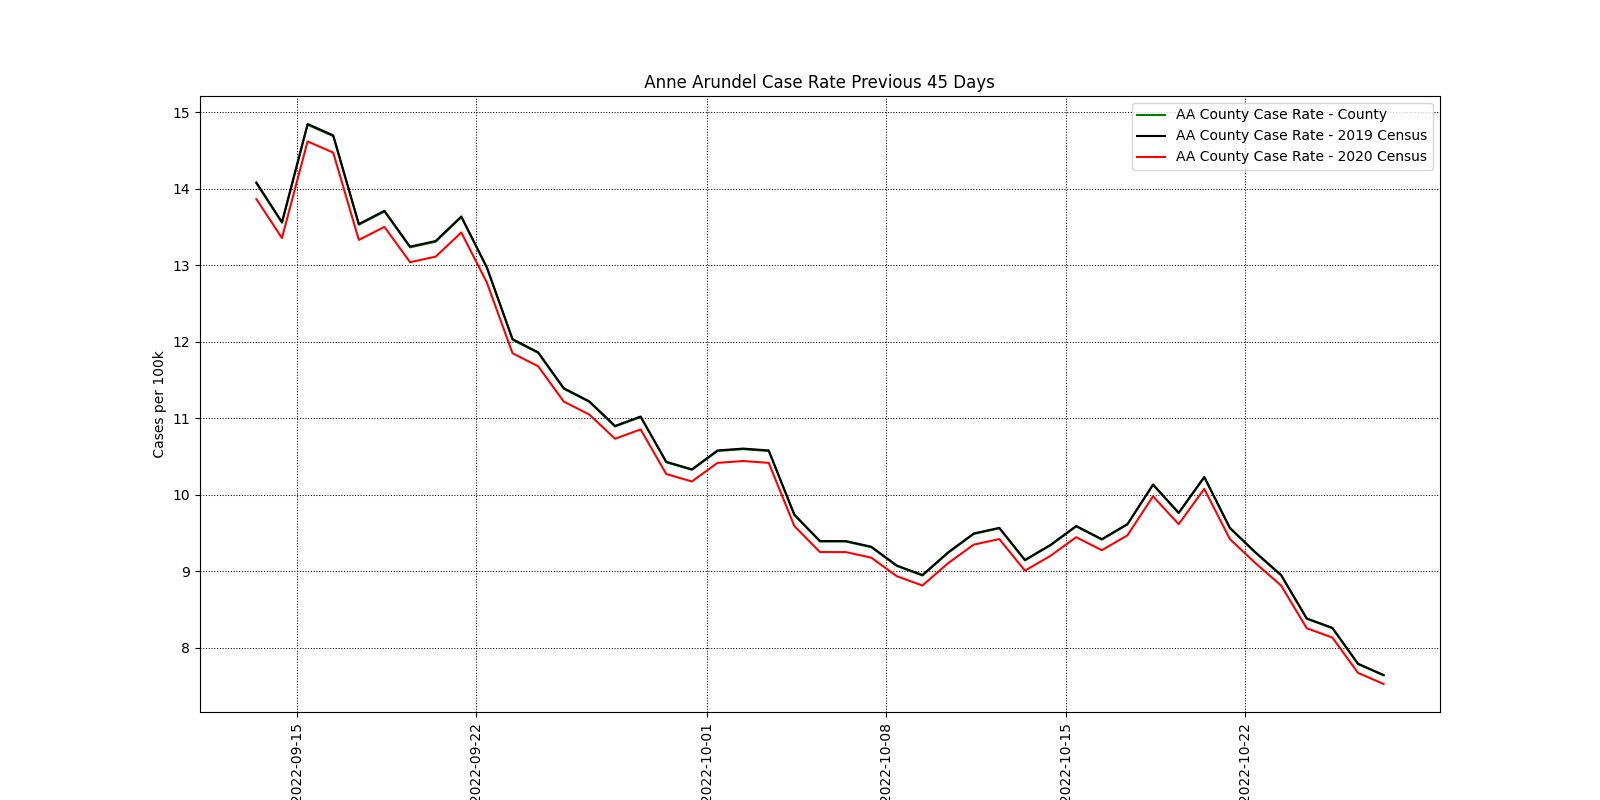 Anne Arundel Case Rate Previous 45 Days
AA County Case Rate - County
AA County Case Rate - 2019 Census
AA County Case Rate - 2020 Census
Cases per 100k
15
14
13
12
11
10
9
8
2022-09-15
2022-09-22
2022-10-01
2022-10-08
2022-10-15
2022-10-22